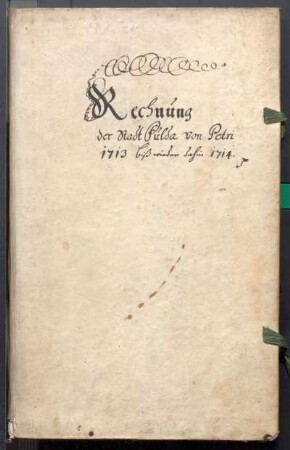 Rechnung
der Stadt Fulda von Petri
1713 biß wieder dahin 1714.